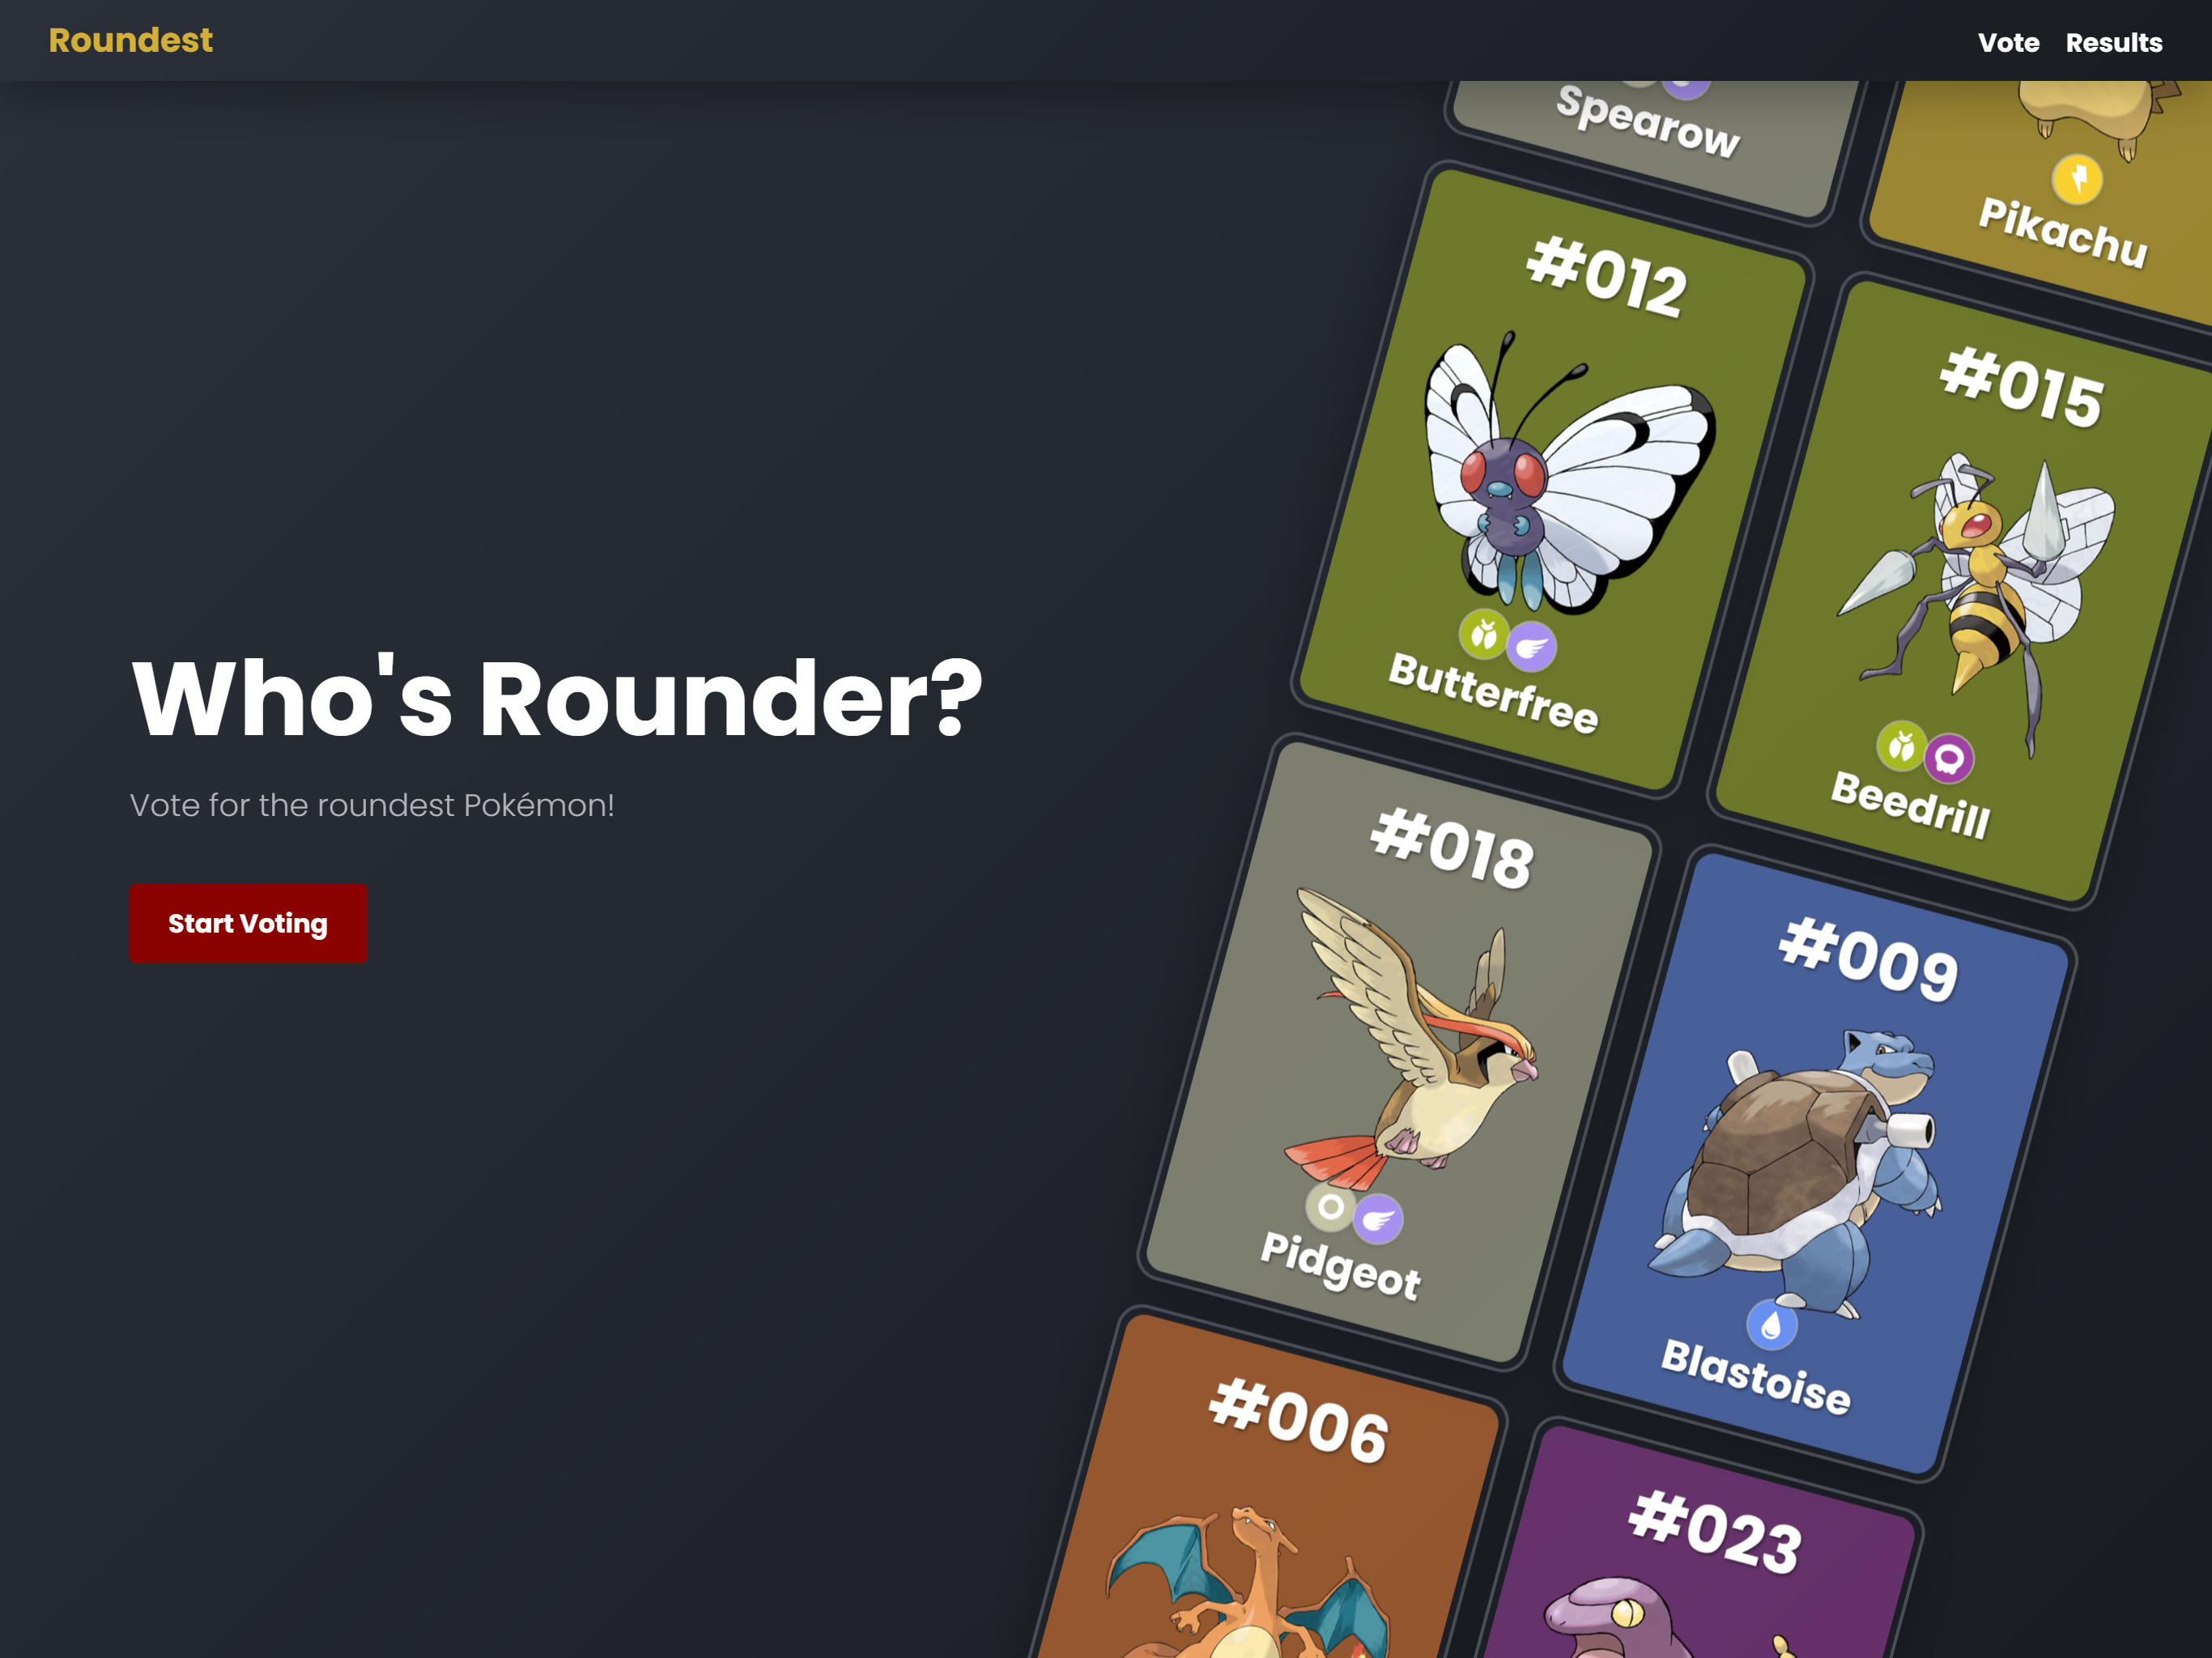 Roundest
Vote
Results
Who's Rounder?
Vote for the roundest Pokémon!
Start Voting
Spearow
Pikachu
#012
Butterfree
#015
Beedrill
#018
Pidgeot
#009
Blastoise
#006
#023